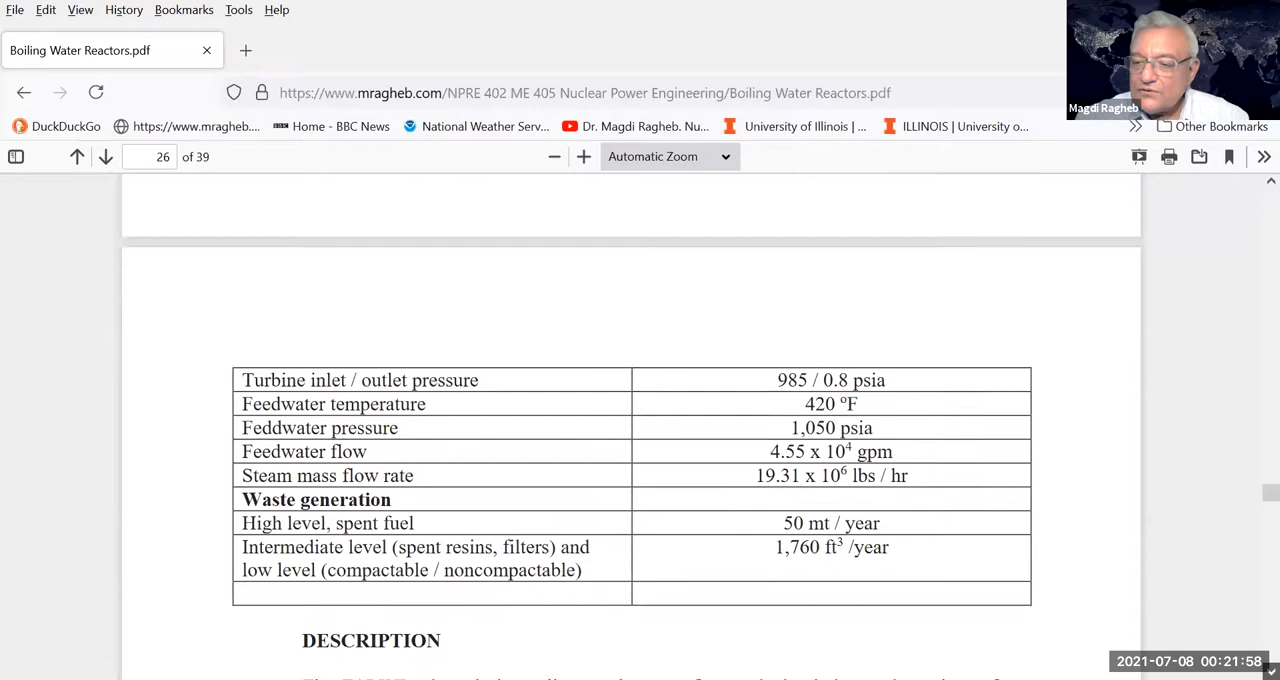 File Edit View History Bookmarks Tools Help
Boiling Water Reactors.pdf
https://www.mragheb.com/NPRE 402 ME 405 Nuclear Power Engineering/Boiling Water Reactors.pdf
Magdi Ragheb
DuckDuckGo https://www.mragheb.... Home - BBC News National Weather Serv... Dr. Magdi Ragheb. Nu... University of Illinois | ... ILLINOIS | University o... Other Bookmarks
26 of 39 Automatic Zoom
Turbine inlet / outlet pressure 985 / 0.8 psia
Feedwater temperature 420 ºF
Feddwater pressure 1,050 psia
Feedwater flow 4.55 x 10⁴ gpm
Steam mass flow rate 19.31 x 10⁶ lbs / hr
Waste generation
High level, spent fuel 50 mt / year
Intermediate level (spent resins, filters) and 1,760 ft³ /year
low level (compactable / noncompactable)
DESCRIPTION
2021-07-08 00:21:58